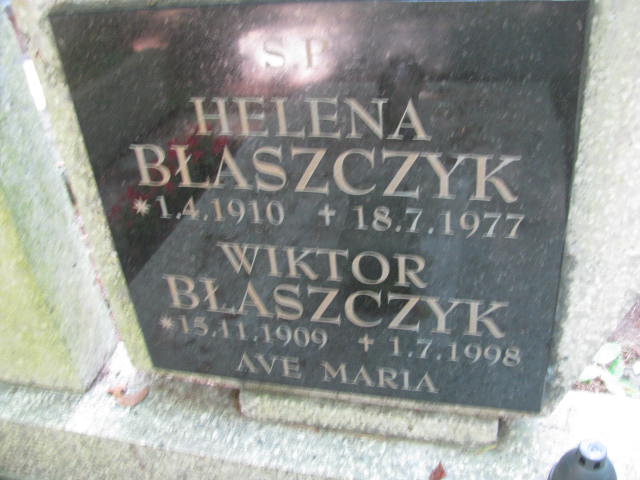 S.P.
HELENA
BŁASZCZYK
* 1.4.1910 + 18.7.1977
WIKTOR
BŁASZCZYK
* 15.11.1909 + 1.7.1998
AVE MARIA